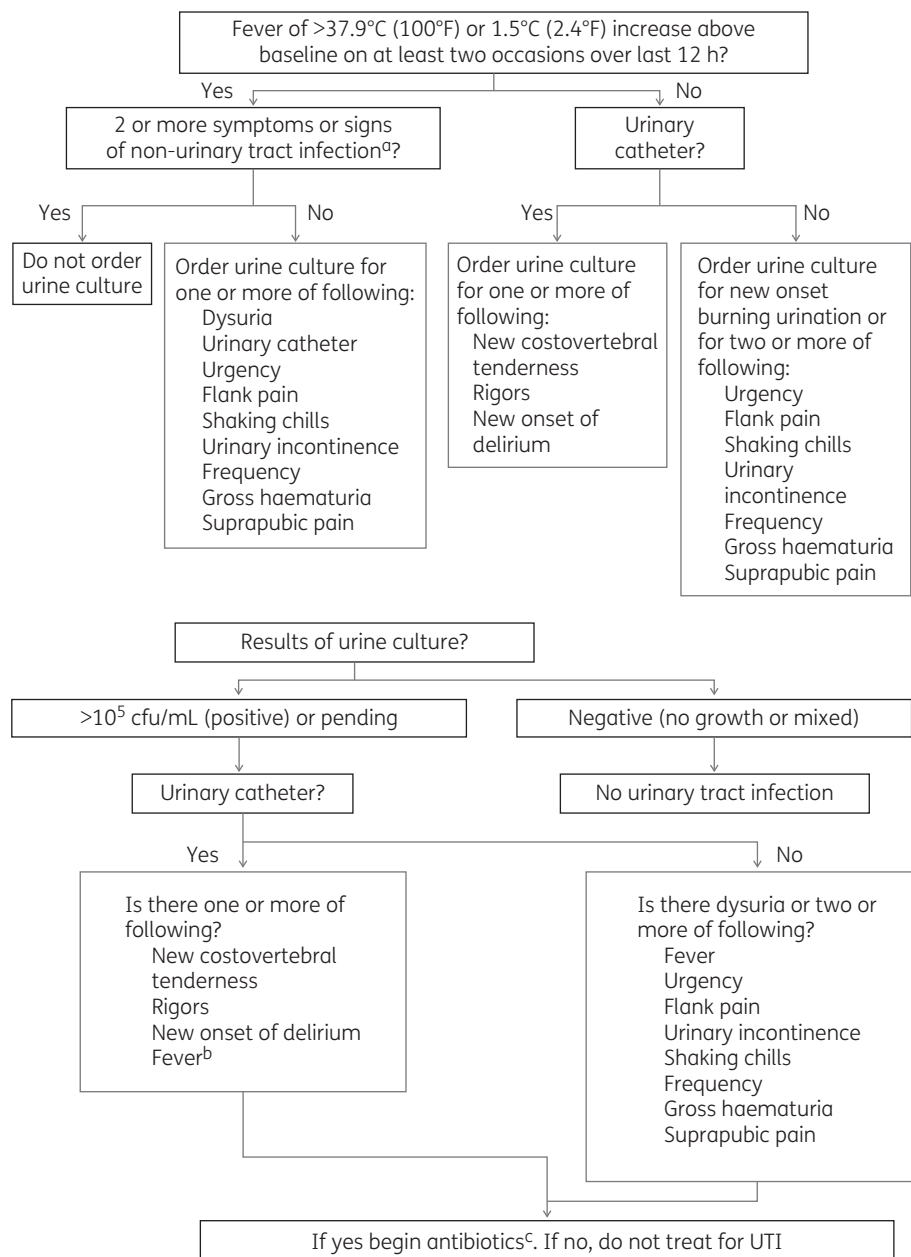 Fever of >37.9°C (100°F) or 1.5°C (2.4°F) increase above
baseline on at least two occasions over last 12 h?
Yes
No
2 or more symptoms or signs
of non-urinary tract infectionᵃ?
Urinary
catheter?
Yes
No
Yes
No
Do not order
urine culture
Order urine culture for
one or more of following:
Dysuria
Urinary catheter
Urgency
Flank pain
Shaking chills
Urinary incontinence
Frequency
Gross haematuria
Suprapubic pain
Order urine culture
for one or more of
following:
New costovertebral
tenderness
Rigors
New onset of
delirium
Order urine culture
for new onset
burning urination or
for two or more of
following:
Urgency
Flank pain
Shaking chills
Urinary
incontinence
Frequency
Gross haematuria
Suprapubic pain
Results of urine culture?
>10⁵ cfu/mL (positive) or pending
Negative (no growth or mixed)
Urinary catheter?
No urinary tract infection
Yes
No
Is there one or more of
following?
New costovertebral
tenderness
Rigors
New onset of delirium
Feverᵇ
Is there dysuria or two or
more of following?
Fever
Urgency
Flank pain
Urinary incontinence
Shaking chills
Frequency
Gross haematuria
Suprapubic pain
If yes begin antibioticsᶜ. If no, do not treat for UTI